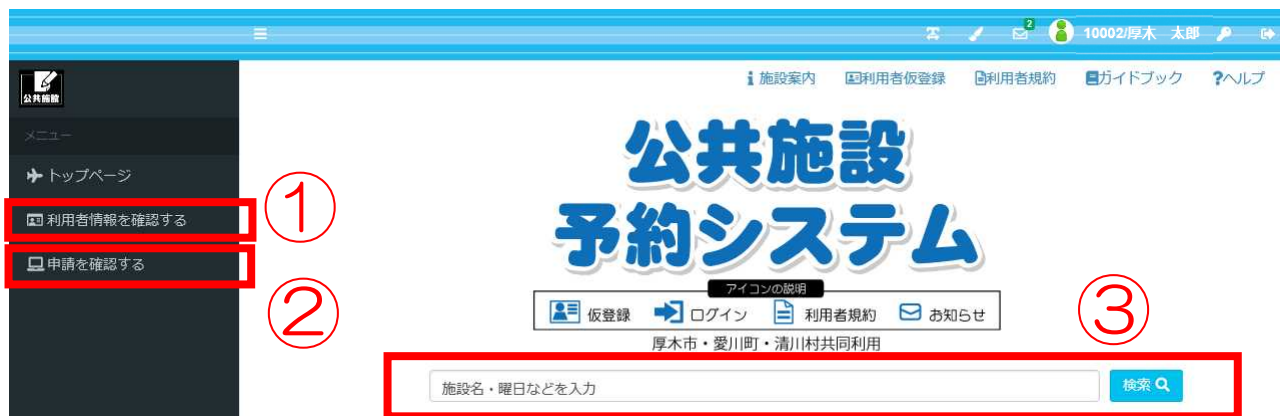 2
10002/厚木 太郎
公共施設
施設案内 利用者仮登録 利用者規約 ガイドブック ?ヘルプ
メニュー
トップページ
利用者情報を確認する
①
申請を確認する
②
公共施設
予約システム
アイコンの説明
仮登録 ログイン 利用者規約 お知らせ
③
厚木市・愛川町・清川村共同利用
施設名・曜日などを入力
検索